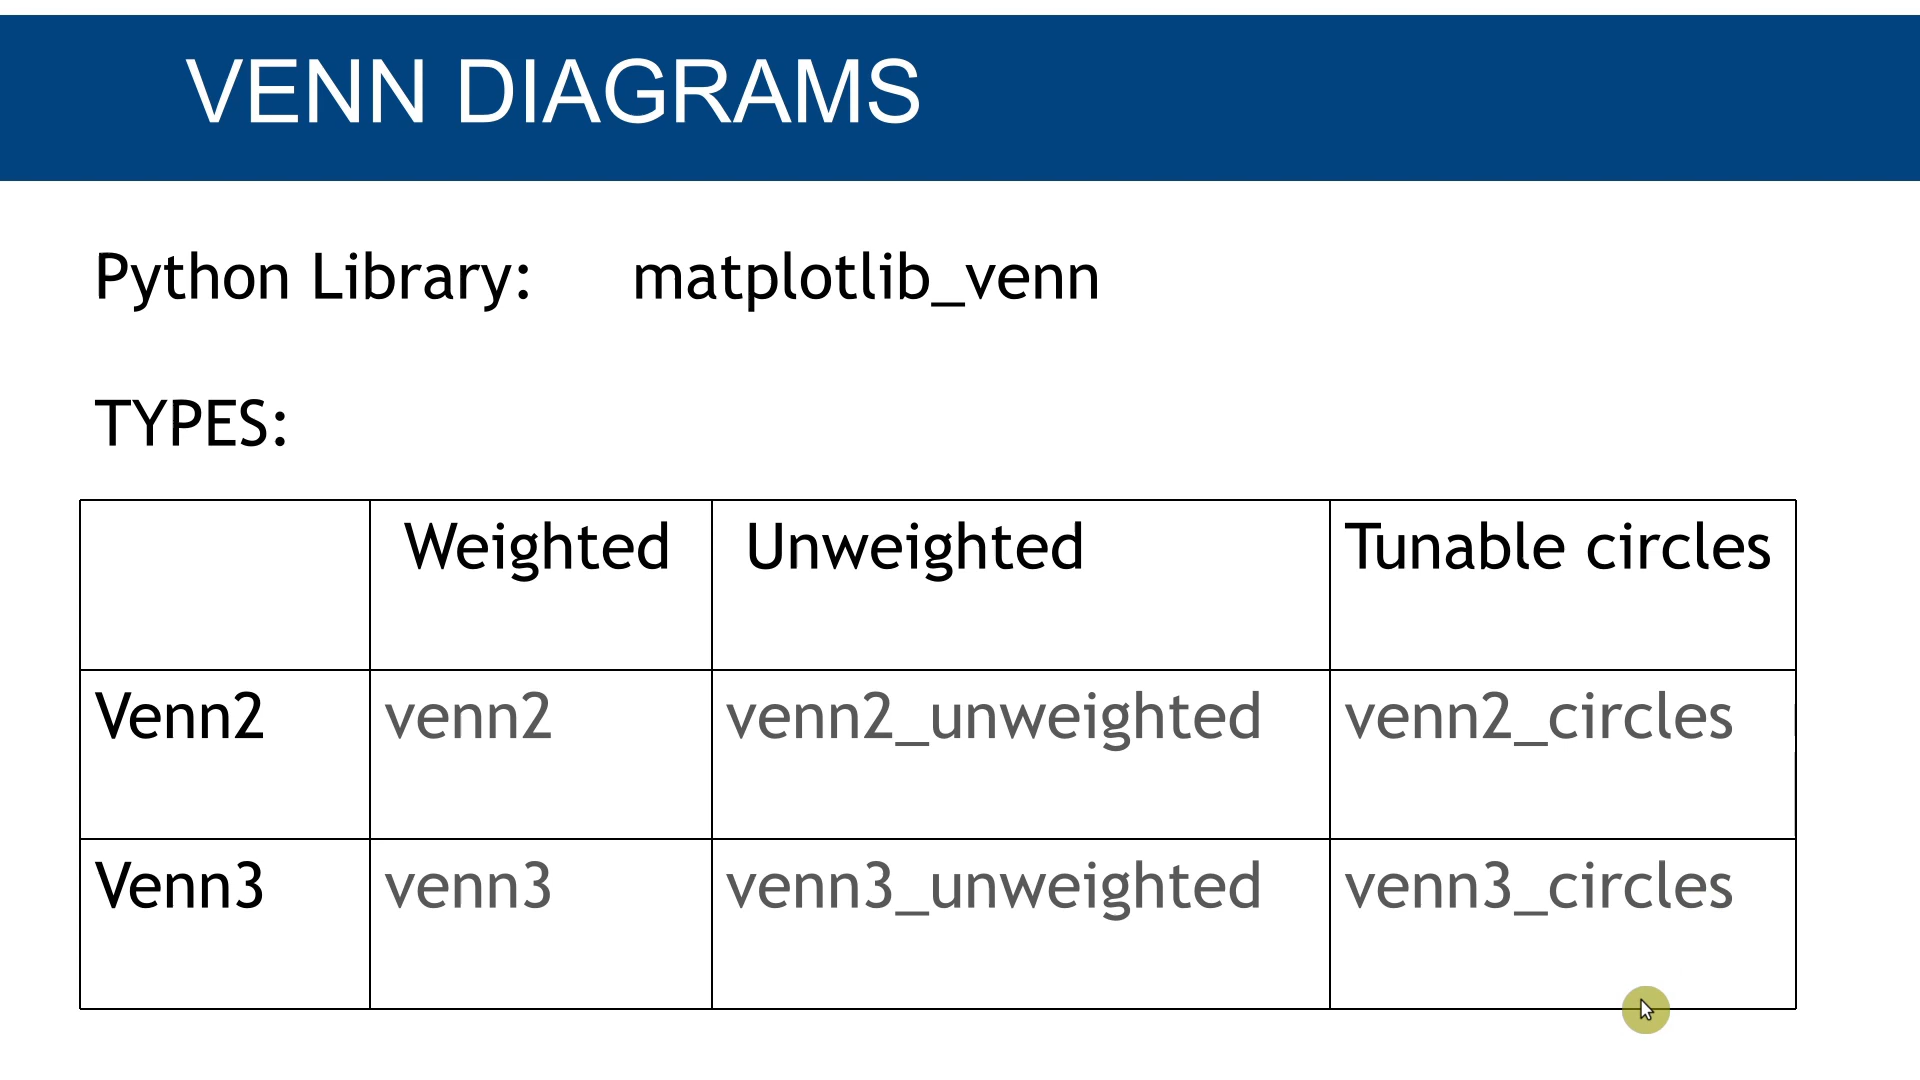 VENN DIAGRAMS
Python Library: matplotlib_venn
TYPES:
Weighted Unweighted Tunable circles
Venn2 venn2 venn2_unweighted venn2_circles
Venn3 venn3 venn3_unweighted venn3_circles